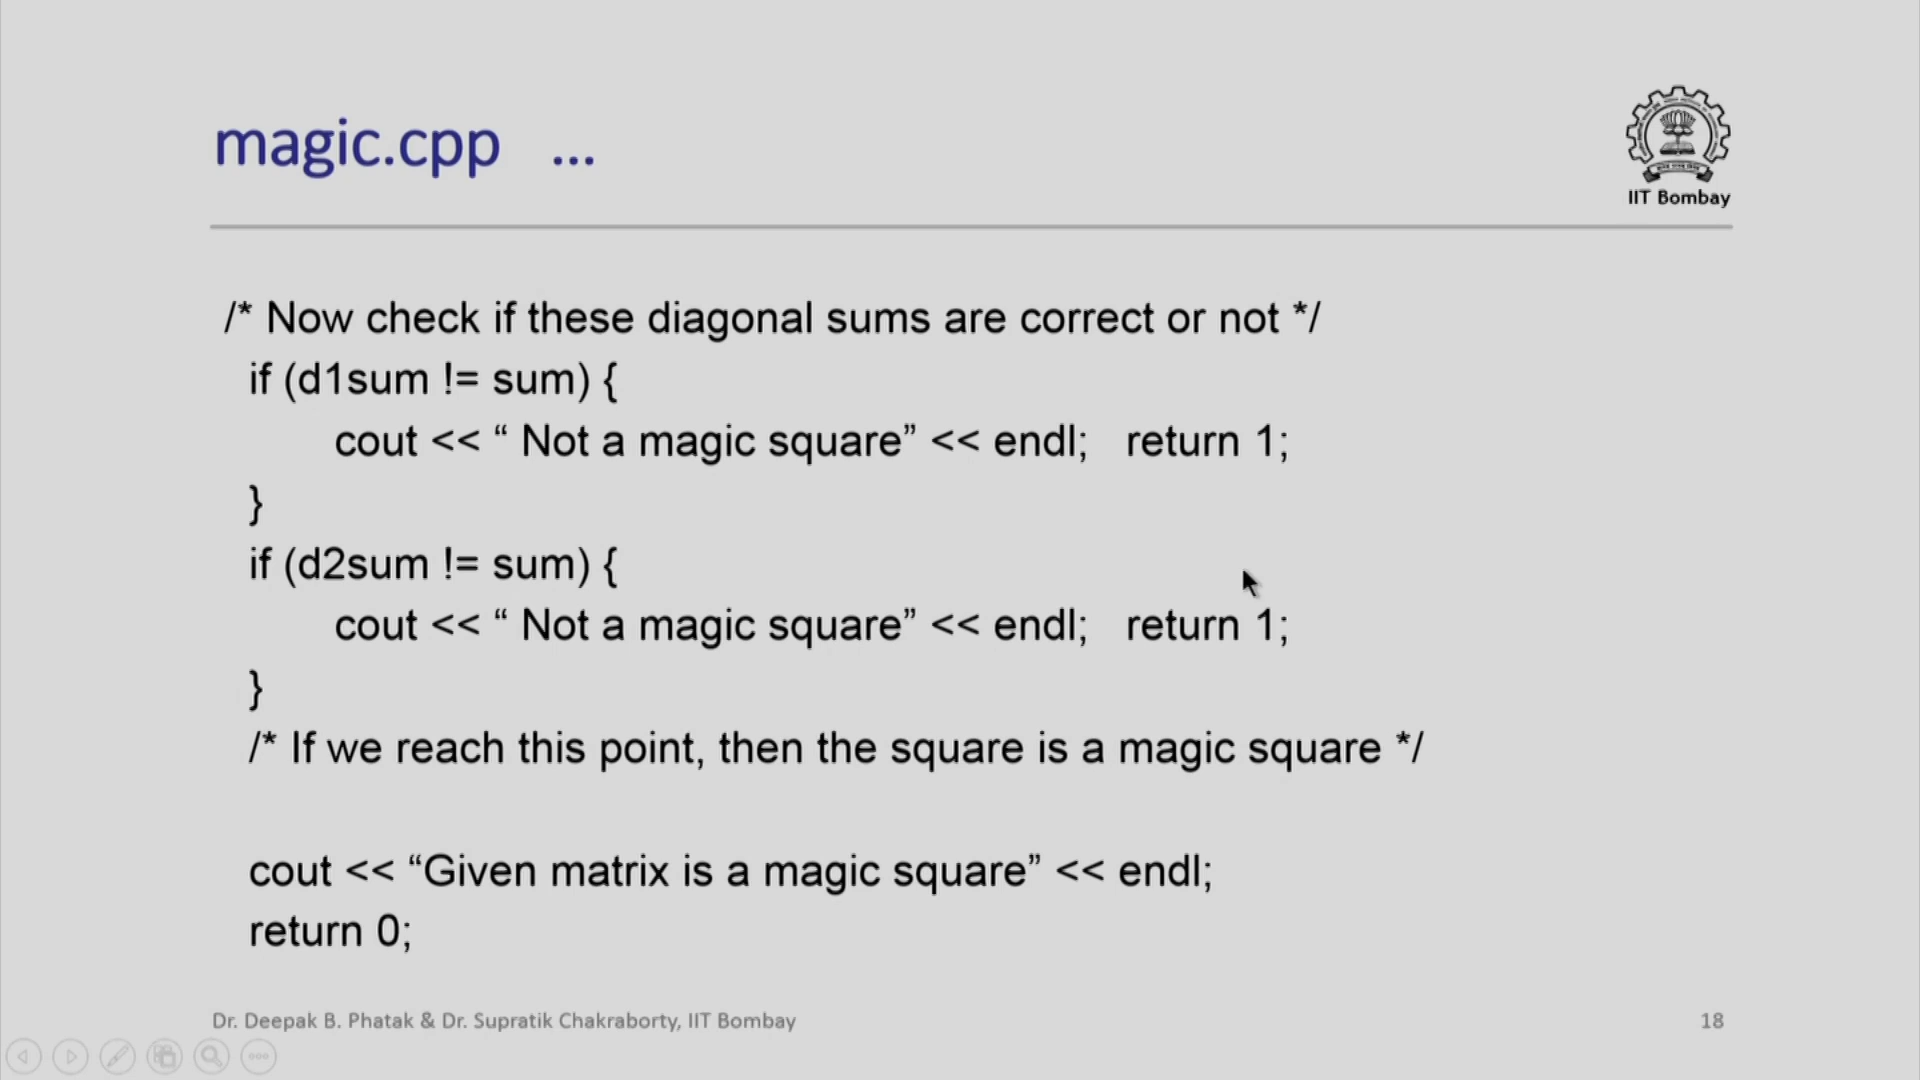 magic.cpp ...
IIT Bombay
/* Now check if these diagonal sums are correct or not */
if (d1sum != sum) {
cout << “ Not a magic square” << endl; return 1;
}
if (d2sum != sum) {
cout << “ Not a magic square” << endl; return 1;
}
/* If we reach this point, then the square is a magic square */
cout << “Given matrix is a magic square” << endl;
return 0;
Dr. Deepak B. Phatak & Dr. Supratik Chakraborty, IIT Bombay
18